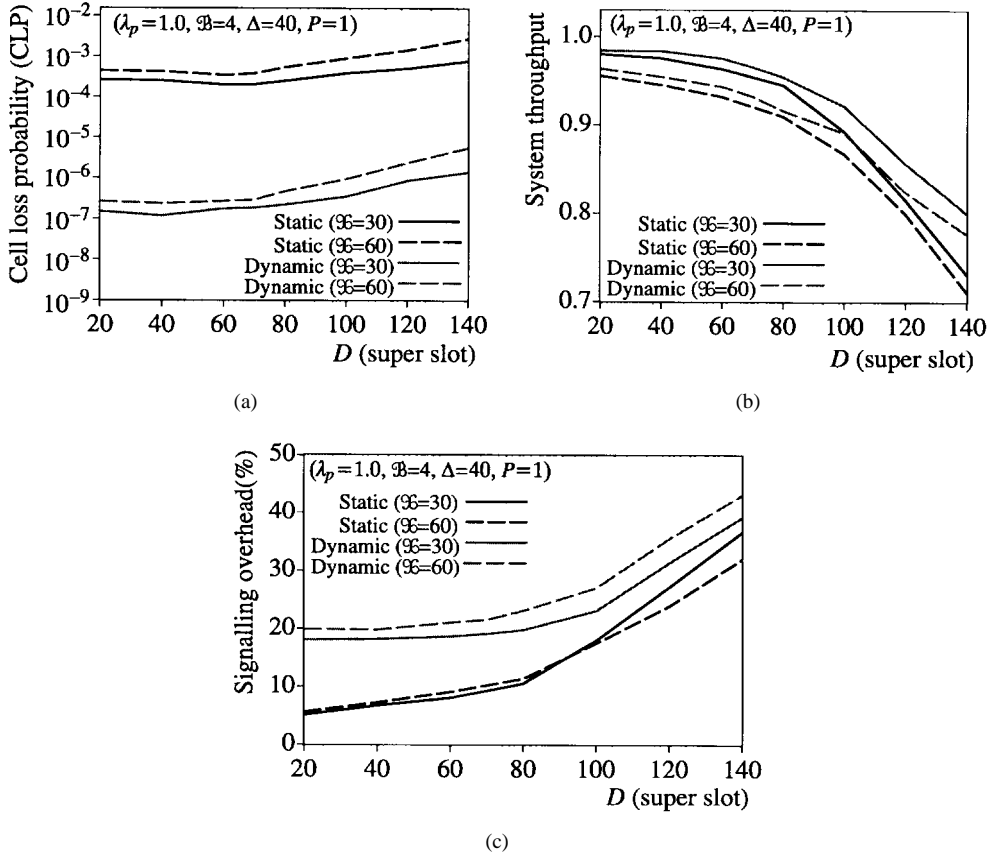 (λp=1.0, ℬ=4, Δ=40, P=1)
Cell loss probability (CLP)
10−2
10−3
10−4
10−5
10−6
10−7
10−8
10−9
Static (𝒢=30)
Static (𝒢=60)
Dynamic (𝒢=30)
Dynamic (𝒢=60)
20 40 60 80 100 120 140
D (super slot)
(a)
(λp=1.0, ℬ=4, Δ=40, P=1)
System throughput
1.0
0.9
0.8
0.7
Static (𝒢=30)
Static (𝒢=60)
Dynamic (𝒢=30)
Dynamic (𝒢=60)
20 40 60 80 100 120 140
D (super slot)
(b)
(λp=1.0, ℬ=4, Δ=40, P=1)
Signalling overhead(%)
50
40
30
20
10
0
Static (𝒢=30)
Static (𝒢=60)
Dynamic (𝒢=30)
Dynamic (𝒢=60)
20 40 60 80 100 120 140
D (super slot)
(c)